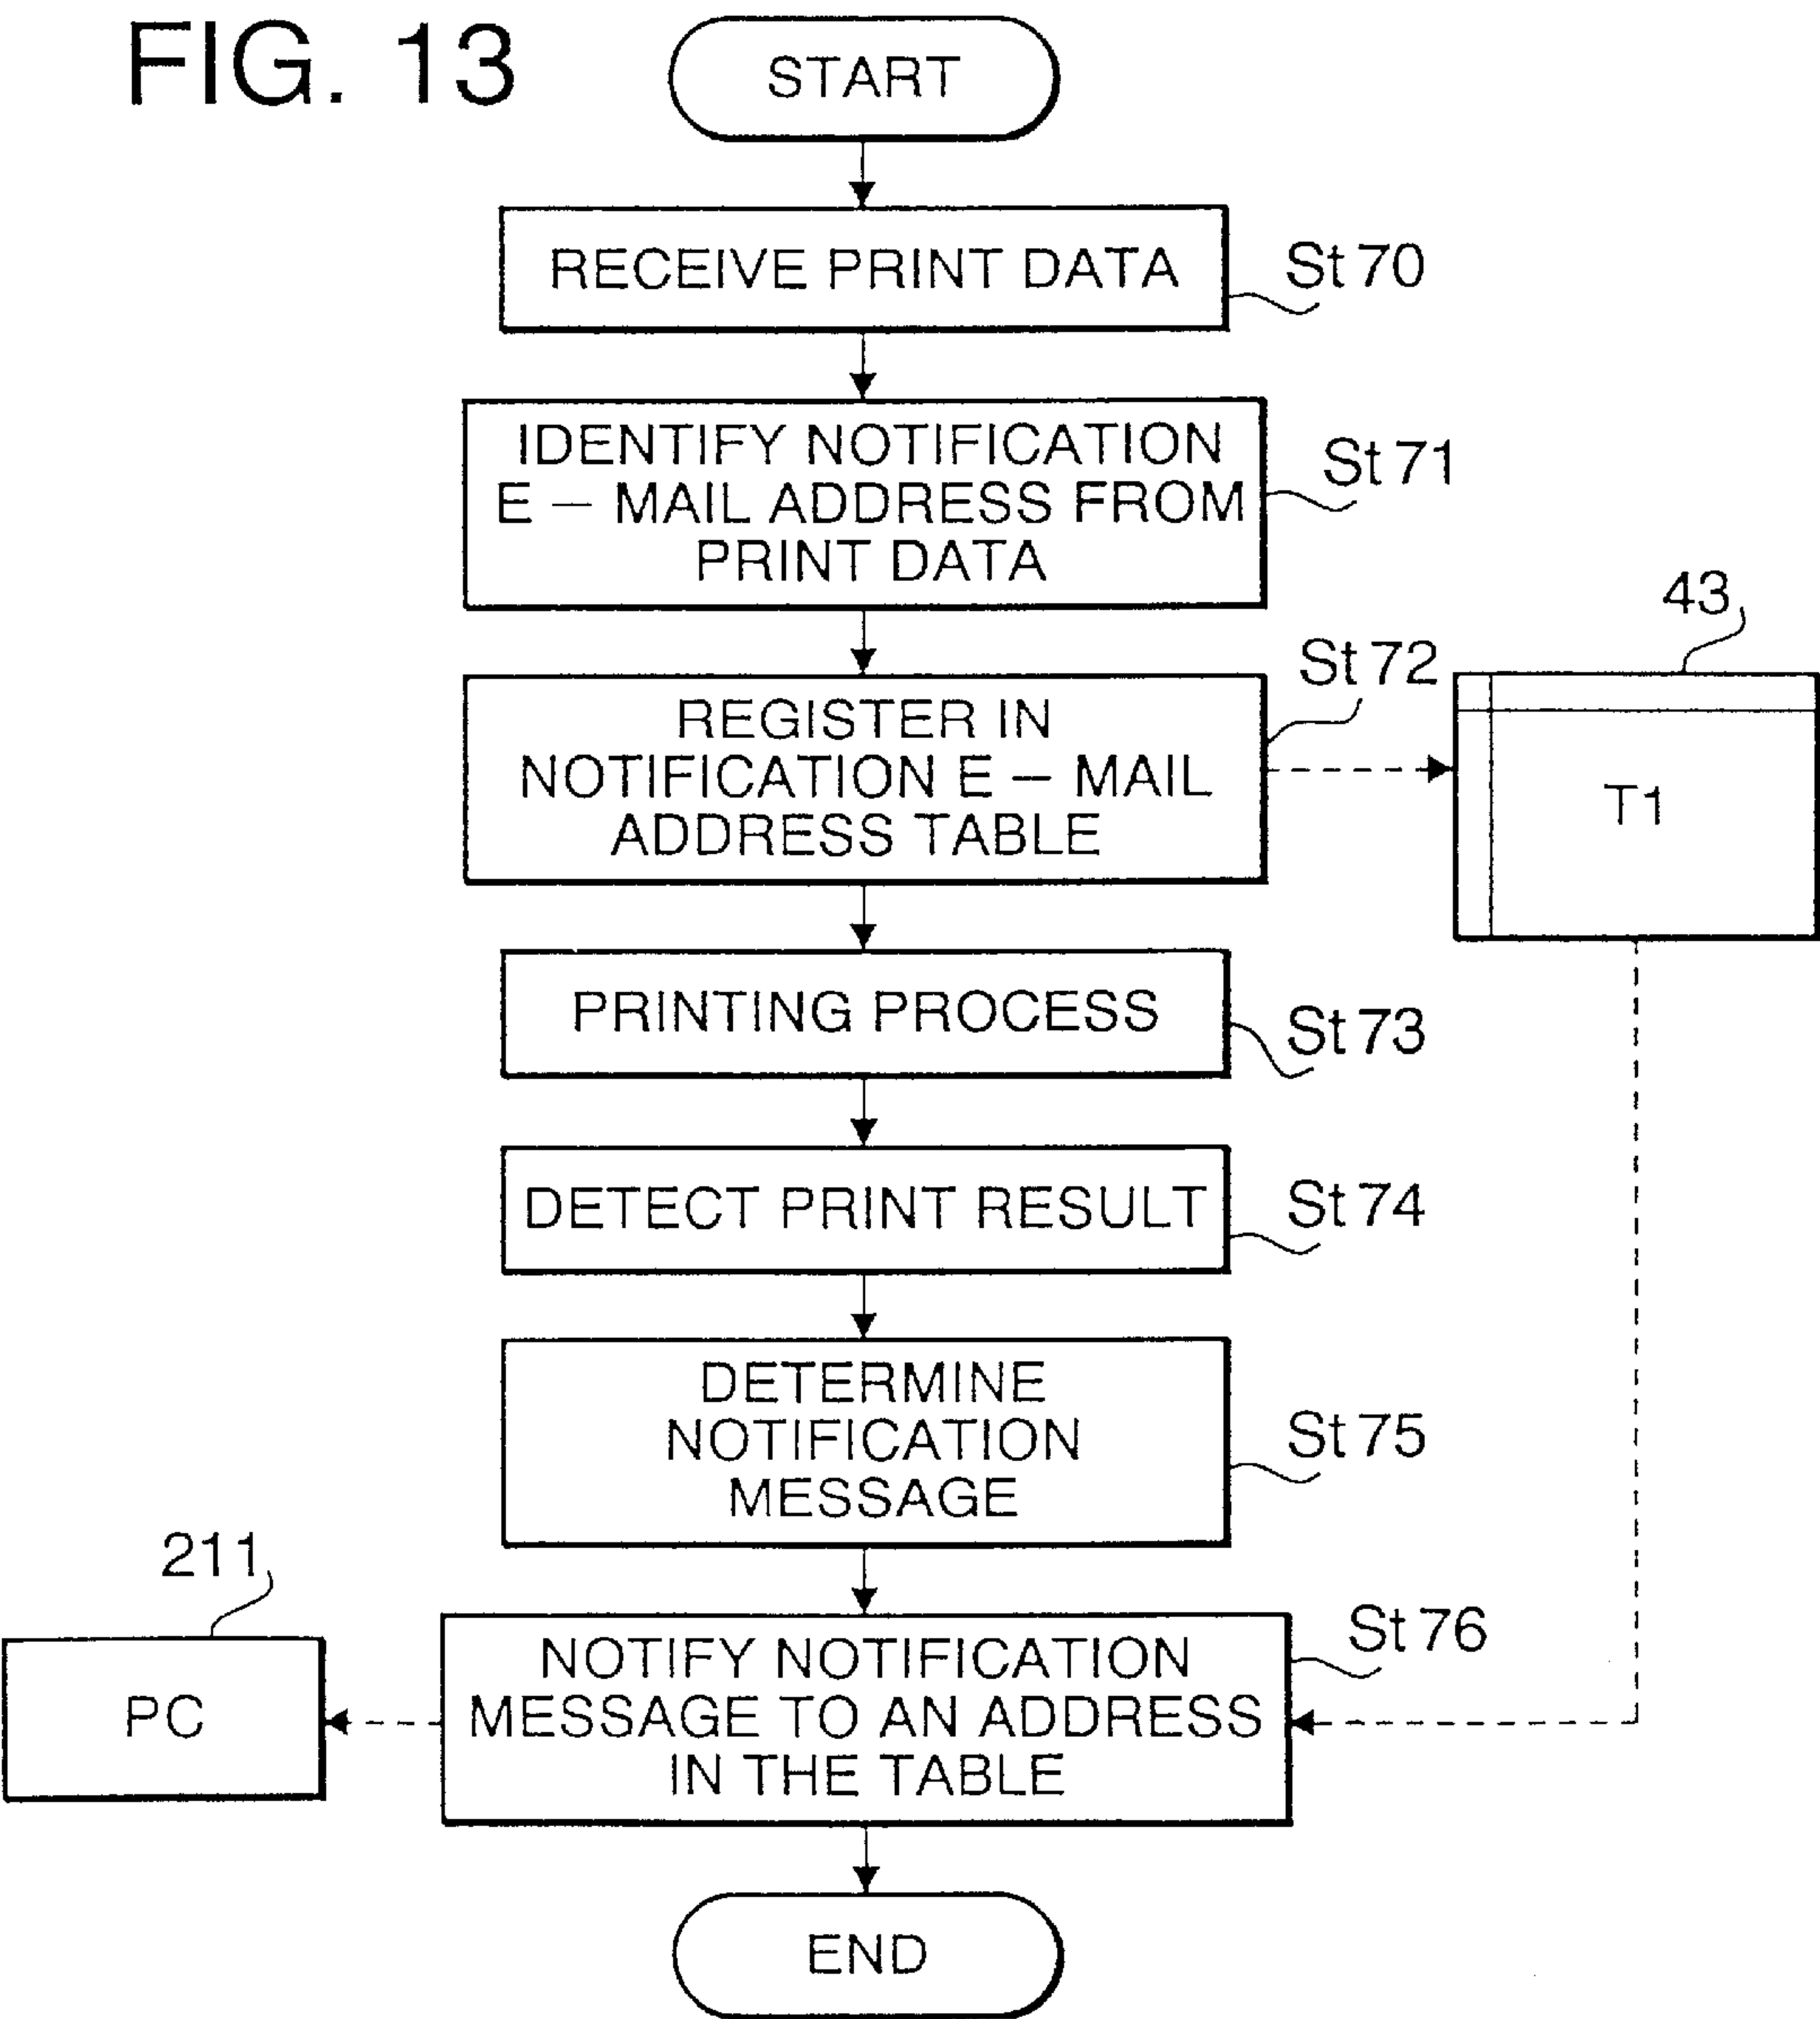 FIG. 13
START
RECEIVE PRINT DATA
St 70
IDENTIFY NOTIFICATION
E – MAIL ADDRESS FROM
PRINT DATA
St 71
REGISTER IN
NOTIFICATION E – MAIL
ADDRESS TABLE
St 72
43
T1
PRINTING PROCESS
St 73
DETECT PRINT RESULT
St 74
DETERMINE
NOTIFICATION
MESSAGE
St 75
211
PC
NOTIFY NOTIFICATION
MESSAGE TO AN ADDRESS
IN THE TABLE
St 76
END